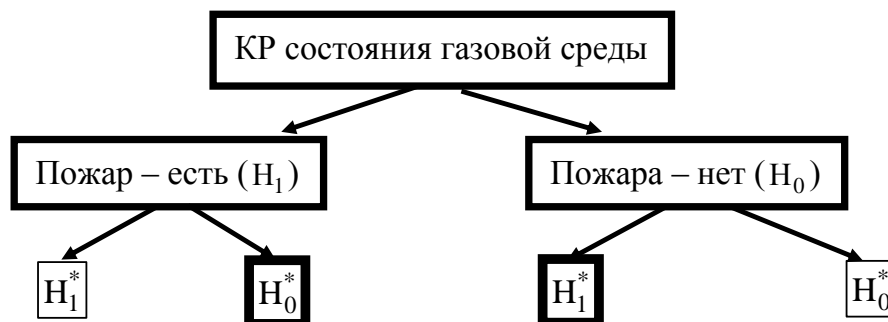 КР состояния газовой среды
Пожар – есть (H₁)
Пожара – нет (H₀)
H₁*
H₀*
H₁*
H₀*